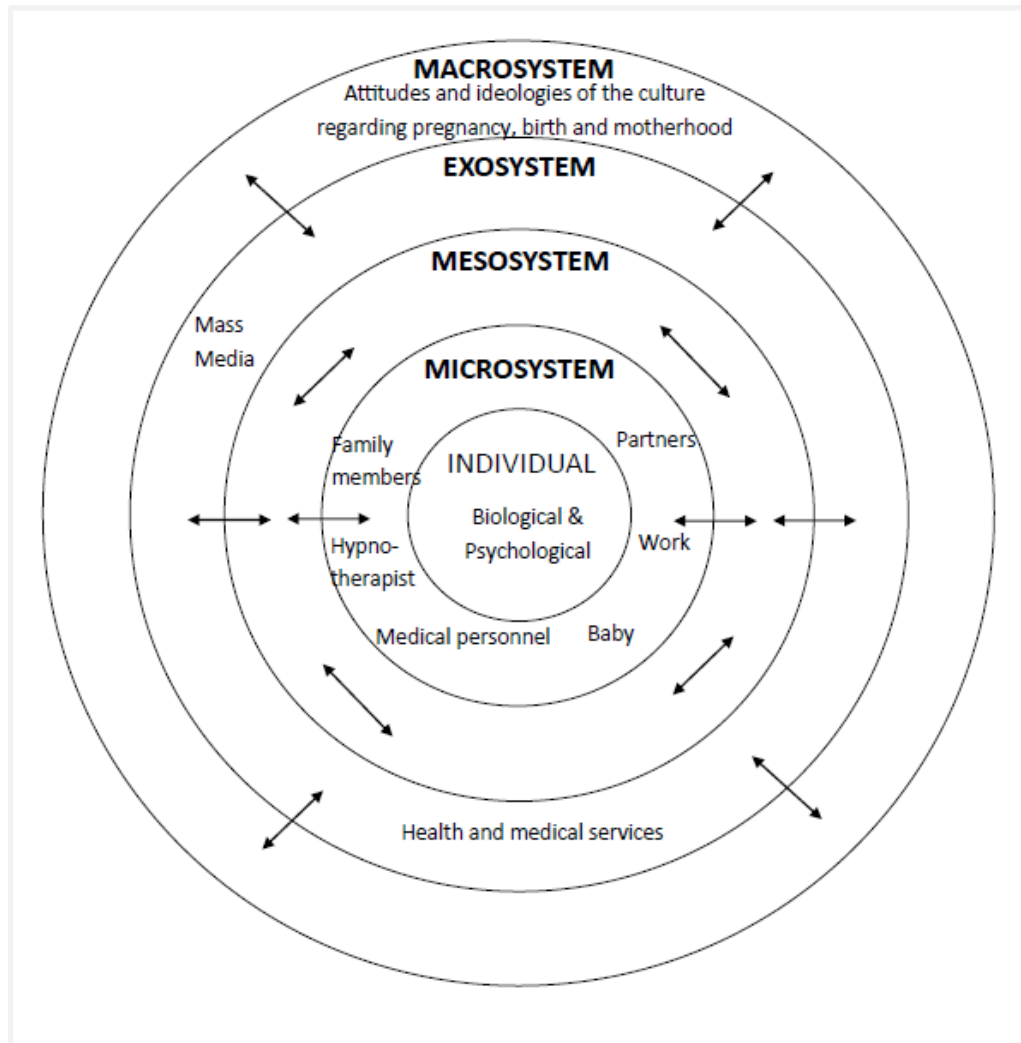 MACROSYSTEM
Attitudes and ideologies of the culture
regarding pregnancy, birth and motherhood
EXOSYSTEM
MESOSYSTEM
Mass
Media
MICROSYSTEM
Family
members
Partners
INDIVIDUAL
Biological &
Psychological
Hypno-
therapist
Work
Medical personnel
Baby
Health and medical services